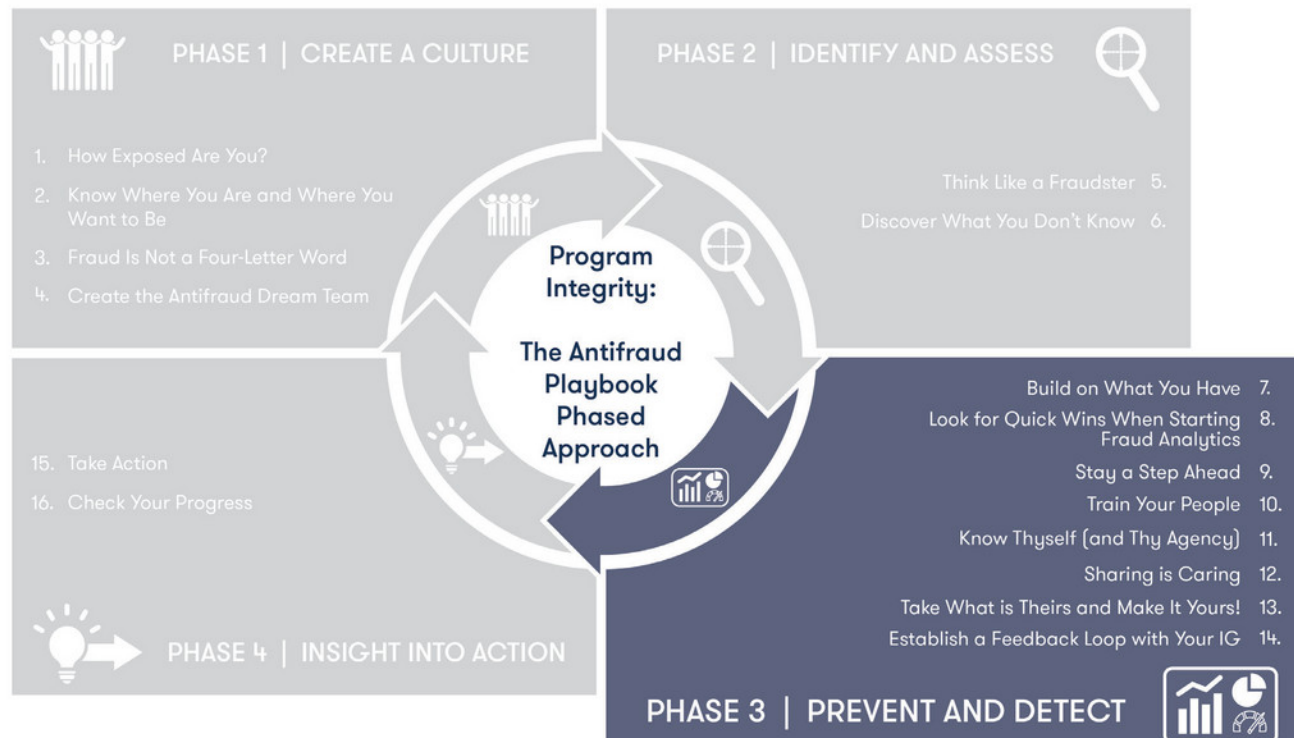 PHASE 1 | CREATE A CULTURE
1. How Exposed Are You?
2. Know Where You Are and Where You
Want to Be
3. Fraud Is Not a Four-Letter Word
4. Create the Antifraud Dream Team
PHASE 2 | IDENTIFY AND ASSESS
Think Like a Fraudster 5.
Discover What You Don't Know 6.
Program
Integrity:
The Antifraud
Playbook
Phased
Approach
Build on What You Have 7.
Look for Quick Wins When Starting 8.
Fraud Analytics
Stay a Step Ahead 9.
Train Your People 10.
Know Thyself (and Thy Agency) 11.
Sharing is Caring 12.
Take What is Theirs and Make It Yours! 13.
Establish a Feedback Loop with Your IG 14.
PHASE 3 | PREVENT AND DETECT
15. Take Action
16. Check Your Progress
PHASE 4 | INSIGHT INTO ACTION